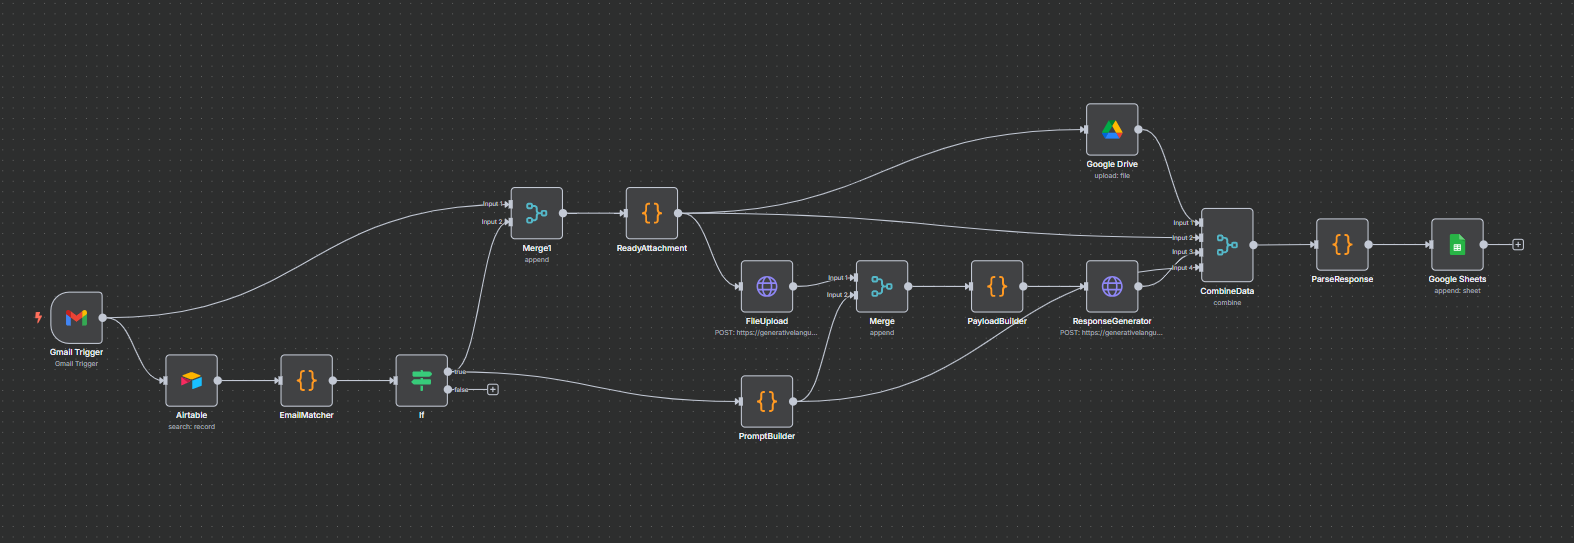 Google Drive
upload: file
Input 1
Input 2
Merge1
append
ReadyAttachment
Input 1
Input 2
Input 3
Input 4
CombineData
combine
ParseResponse
Google Sheets
append: sheet
Gmail Trigger
Gmail Trigger
Input 1
Input 2
FileUpload
POST: https://generativelangu...
Merge
append
PayloadBuilder
ResponseGenerator
POST: https://generativelangu...
Airtable
search: record
EmailMatcher
If
true
false
PromptBuilder